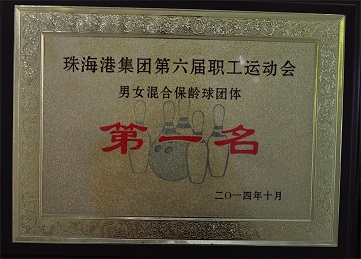 珠海港集团第六届职工运动会
男女混合保龄球团体
第一名
二〇一四年十月